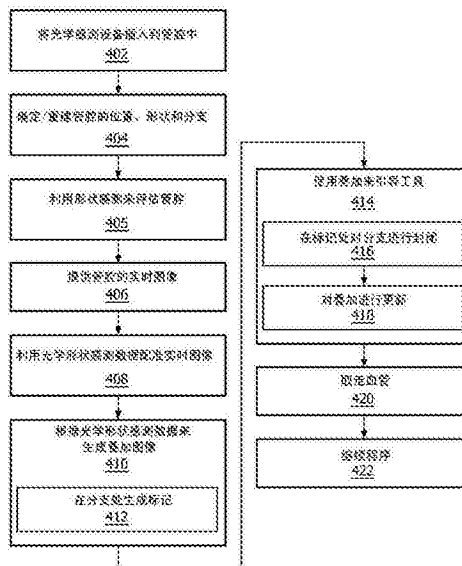 将光学感测设备插入到管腔中
402
确定/重建管腔的位置、形状和分支
404
利用形状感测来评估管腔
405
提供管腔的实时图像
406
利用光学形状感测数据配准实时图像
408
根据光学形状感测数据来
生成叠加图像
410
在分支处生成标记
412
使用叠加来引导工具
414
在标记处对分支进行封闭
416
对叠加进行更新
418
血管
420
继续程序
422